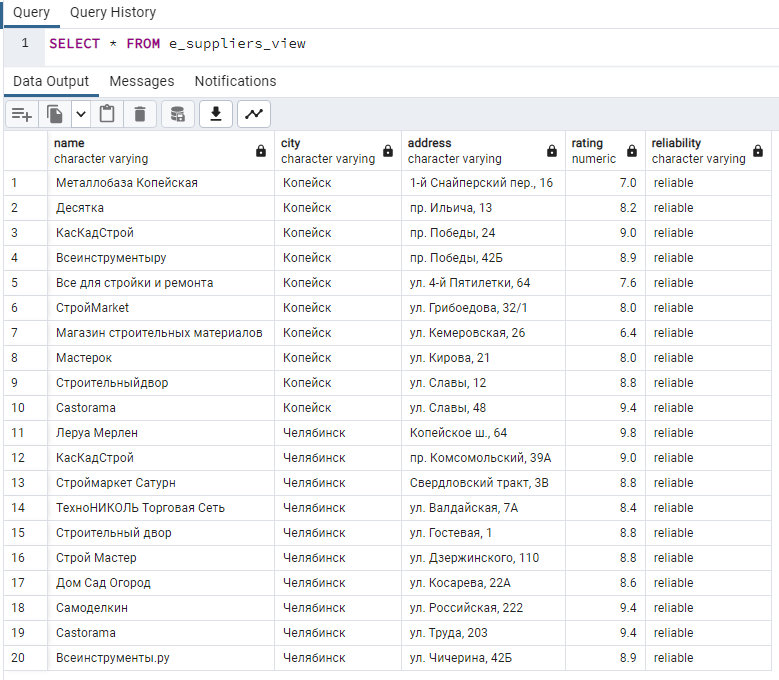 Query Query History
1 SELECT * FROM e_suppliers_view
Data Output Messages Notifications
name city address rating reliability
character varying character varying character varying numeric character varying
1 Металлобаза Копейская Копейск 1-й Снайперский пер., 16 7.0 reliable
2 Десятка Копейск пр. Ильича, 13 8.2 reliable
3 КасКадСтрой Копейск пр. Победы, 24 9.0 reliable
4 Всеинструментыру Копейск пр. Победы, 42Б 8.9 reliable
5 Все для стройки и ремонта Копейск ул. 4-й Пятилетки, 64 7.6 reliable
6 СтройMarket Копейск ул. Грибоедова, 32/1 8.0 reliable
7 Магазин строительных материалов Копейск ул. Кемеровская, 26 6.4 reliable
8 Мастерок Копейск ул. Кирова, 21 8.0 reliable
9 Строительныйдвор Копейск ул. Славы, 12 8.8 reliable
10 Castorama Копейск ул. Славы, 48 9.4 reliable
11 Леруа Мерлен Челябинск Копейское ш., 64 9.8 reliable
12 КасКадСтрой Челябинск пр. Комсомольский, 39А 9.0 reliable
13 Строймаркет Сатурн Челябинск Свердловский тракт, 3В 8.8 reliable
14 ТехноНИКОЛЬ Торговая Сеть Челябинск ул. Валдайская, 7А 8.4 reliable
15 Строительный двор Челябинск ул. Гостевая, 1 8.8 reliable
16 Строй Мастер Челябинск ул. Дзержинского, 110 8.8 reliable
17 Дом Сад Огород Челябинск ул. Косарева, 22А 8.6 reliable
18 Самоделкин Челябинск ул. Российская, 222 9.4 reliable
19 Castorama Челябинск ул. Труда, 203 9.4 reliable
20 Всеинструменты.ру Челябинск ул. Чичерина, 42Б 8.9 reliable